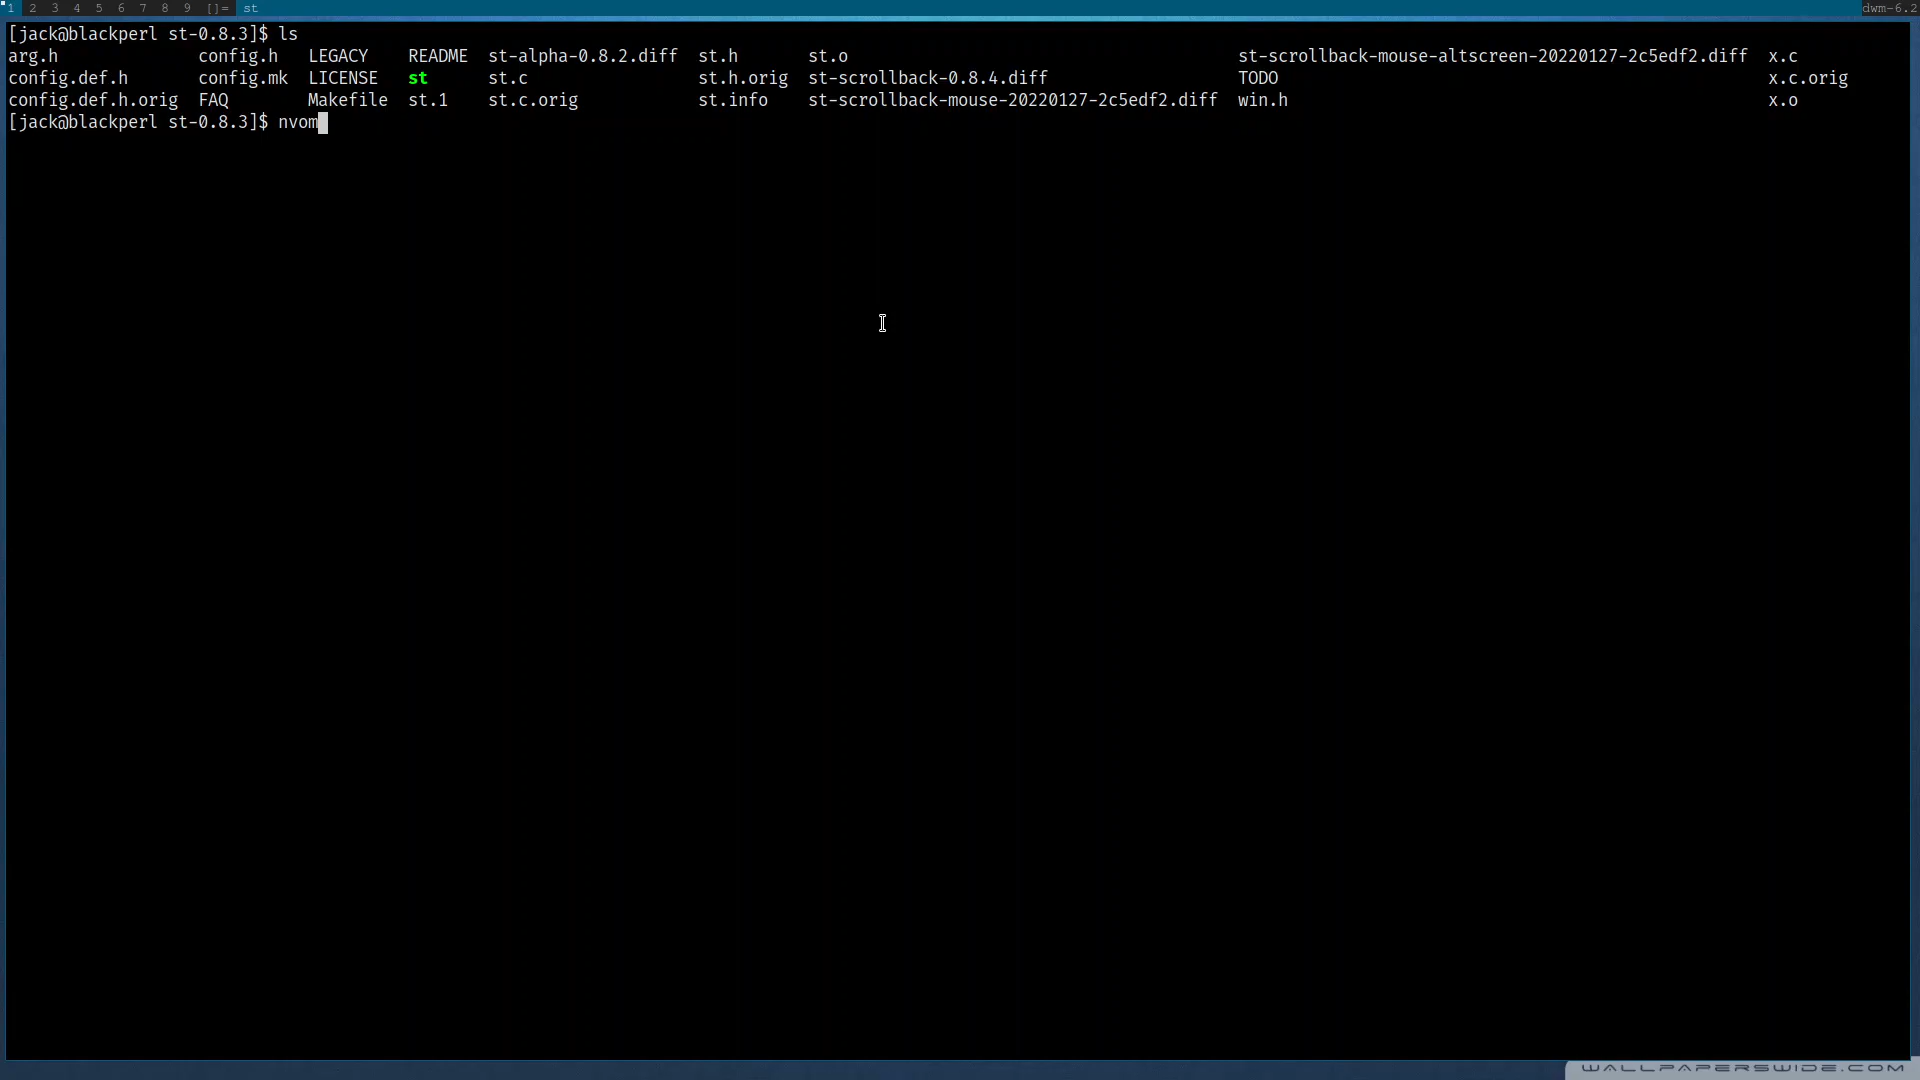 1 2 3 4 5 6 7 8 9 []= st dwm-6.2
[jack@blackperl st-0.8.3]$ ls
arg.h config.h LEGACY README st-alpha-0.8.2.diff st.h st.o st-scrollback-mouse-altscreen-20220127-2c5edf2.diff x.c
config.def.h config.mk LICENSE st st.c st.h.orig st-scrollback-0.8.4.diff TODO x.c.orig
config.def.h.orig FAQ Makefile st.1 st.c.orig st.info st-scrollback-mouse-20220127-2c5edf2.diff win.h x.o
[jack@blackperl st-0.8.3]$ nvom
WALLPAPERSWIDE.COM